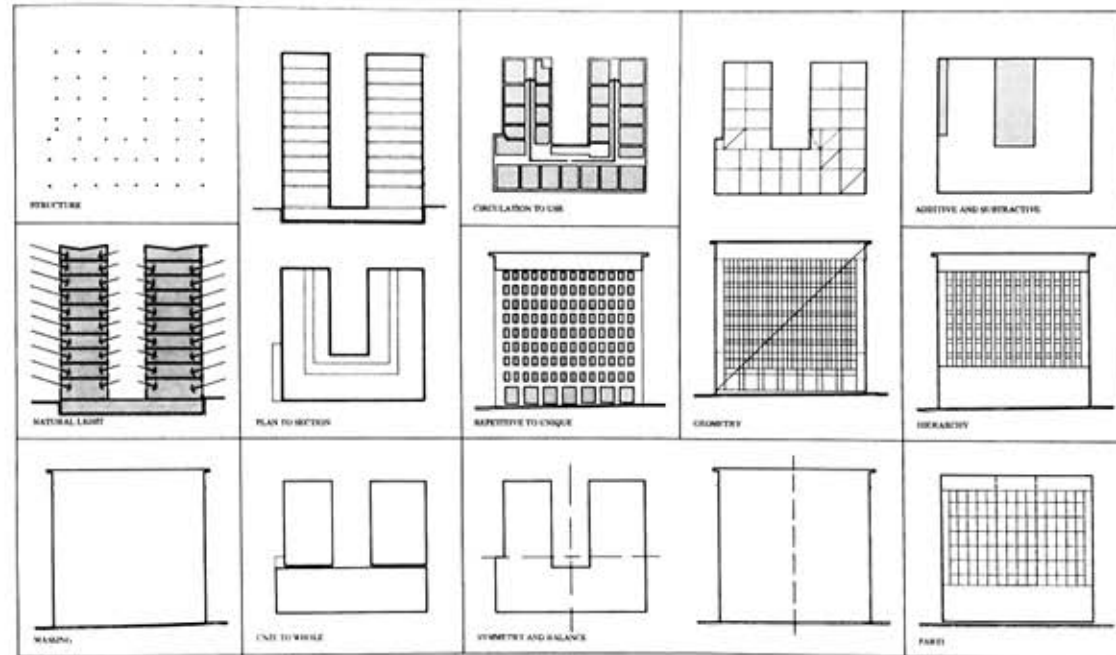 STRUCTURE
CIRCULATION TO USE
ADDITIVE AND SUBTRACTIVE
NATURAL LIGHT
PLAN TO SECTION
REPETITIVE TO UNIQUE
GEOMETRY
HIERARCHY
MASSING
UNIT TO WHOLE
SYMMETRY AND BALANCE
PARTI